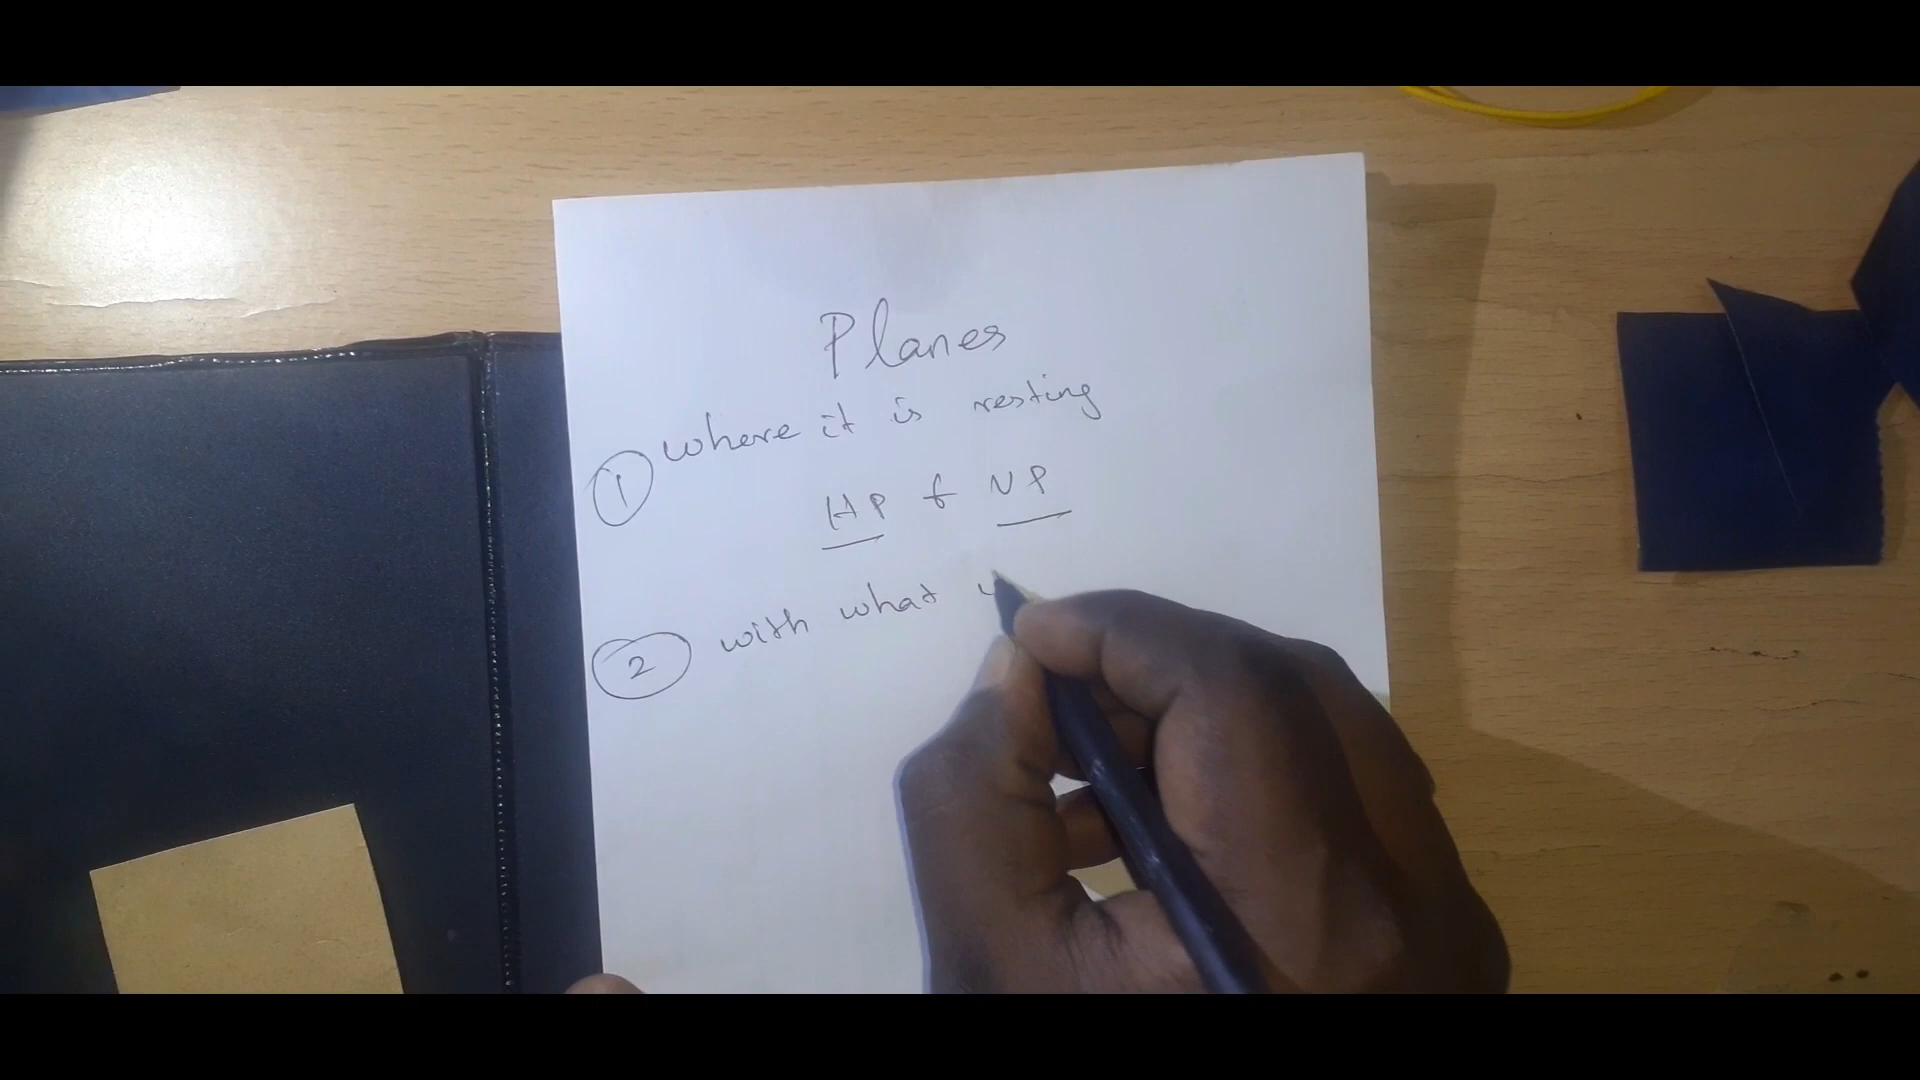 Planes
① where it is resting
HP & VP
② with what